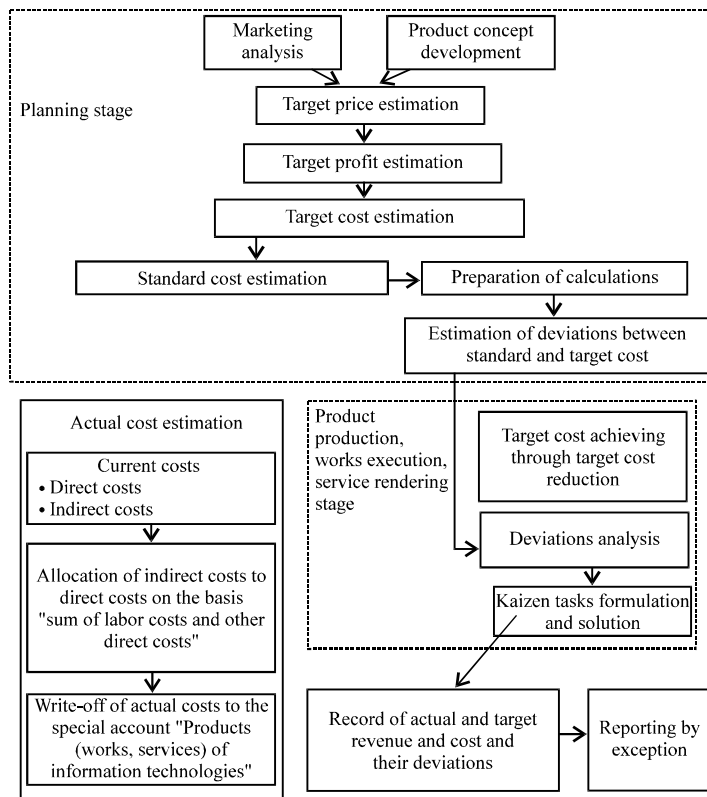 Marketing
analysis
Product concept
development
Planning stage
Target price estimation
Target profit estimation
Target cost estimation
Standard cost estimation
Preparation of calculations
Estimation of deviations between
standard and target cost
Actual cost estimation
Current costs
• Direct costs
• Indirect costs
Allocation of indirect costs to
direct costs on the basis
"sum of labor costs and other
direct costs"
Write-off of actual costs to the
special account "Products
(works, services) of
information technologies"
Product
production,
works execution,
service rendering
stage
Target cost achieving
through target cost
reduction
Deviations analysis
Kaizen tasks formulation
and solution
Record of actual and target
revenue and cost and
their deviations
Reporting by
exception